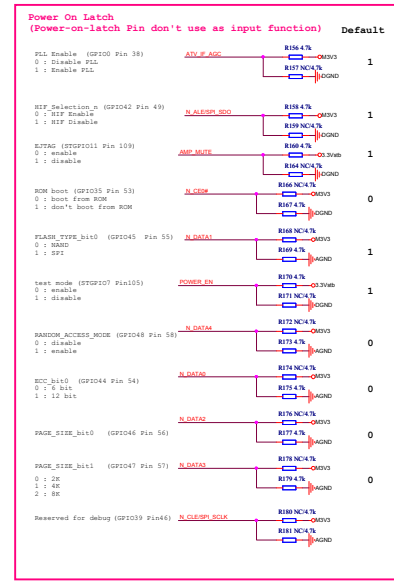 Power On Latch
(Power-on-latch Pin don't use as input function) Default
PLL Enable (GPIO0 Pin 38) ATV_IF_AGC R156 4.7k M3V3
0 : Disable PLL
1 : Enable PLL R157 NC/4.7k DGND 1
HIF_Selection_n (GPIO42 Pin 49) N_ALE/SPI_SDO R158 4.7k M3V3
0 : HIF Enable
1 : HIF Disable R159 NC/4.7k DGND 1
EJTAG (STGPIO11 Pin 109) AMP_MUTE R160 4.7k 3.3Vstb
0 : enable
1 : disable R164 NC/4.7k DGND 1
ROM boot (GPIO35 Pin 53) N_CE0# R166 NC/4.7k M3V3
0 : boot from ROM
1 : don't boot from ROM R167 4.7k DGND 0
FLASH_TYPE_bit0 (GPIO45 Pin 55) N_DATA1 R168 NC/4.7k M3V3
0 : NAND
1 : SPI R169 4.7k AGND 1
test mode (STGPIO7 Pin105) POWER_EN R170 4.7k 3.3Vstb
0 : enable
1 : disable R171 NC/4.7k DGND 1
RANDOM_ACCESS_MODE (GPIO48 Pin 58) N_DATA4 R172 NC/4.7k M3V3
0 : disable
1 : enable R173 4.7k AGND 0
ECC_bit0 (GPIO44 Pin 54) N_DATA0 R174 NC/4.7k M3V3
0 : 6 bit
1 : 12 bit R175 4.7k AGND 0
N_DATA2 R176 NC/4.7k M3V3
PAGE_SIZE_bit0 (GPIO46 Pin 56) R177 4.7k AGND 0
PAGE_SIZE_bit1 (GPIO47 Pin 57) N_DATA3 R178 NC/4.7k M3V3
0 : 2K
1 : 4K
2 : 8K R179 4.7k AGND 0
Reserved for debug (GPIO39 Pin46) N_CLE/SPI_SCLK R180 NC/4.7k M3V3
R181 NC/4.7k AGND